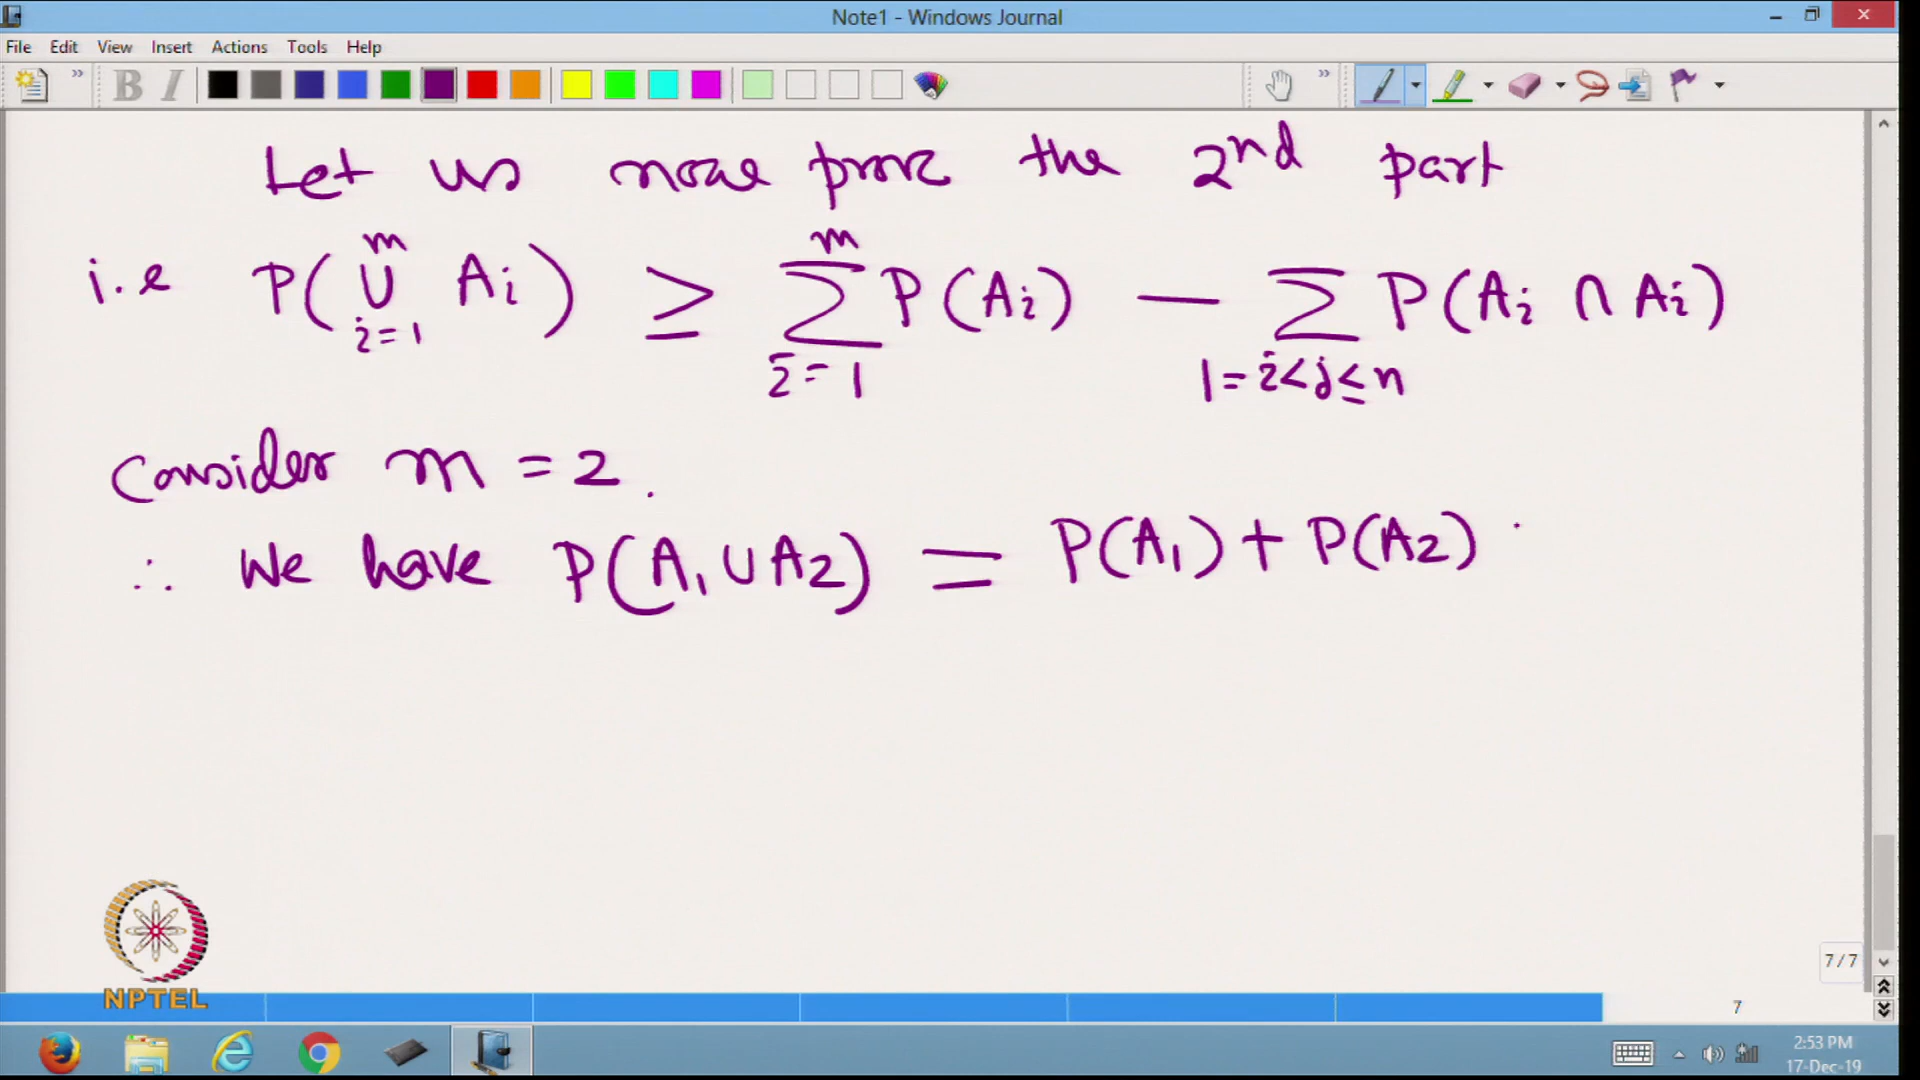 Note1 - Windows Journal
File Edit View Insert Actions Tools Help
B I
Let us now prove the 2nd part
i.e P(∪_{i=1}^{m} Ai) ≥ ∑_{i=1}^{m} P(Ai) — ∑_{1=i<j≤n} P(Ai ∩ Ai)
Consider m = 2.
∴ We have P(A1 ∪ A2) = P(A1) + P(A2)
7/7
NPTEL
7
2:53 PM
17-Dec-19